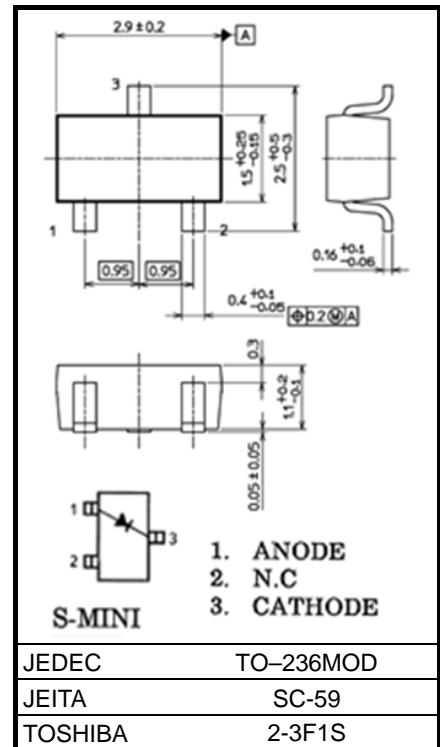 2.9±0.2
A
3
1.5 +0.25 -0.15
2.5 +0.5 -0.3
1
2
0.95 0.95
0.16 +0.1 -0.06
0.4 +0.1 -0.05
⌖ 0.2 Ⓜ A
0.3
1.1 +0.2 -0.1
0.05±0.05
1
3
2
1. ANODE
2. N.C
3. CATHODE
S-MINI
JEDEC TO–236MOD
JEITA SC-59
TOSHIBA 2-3F1S